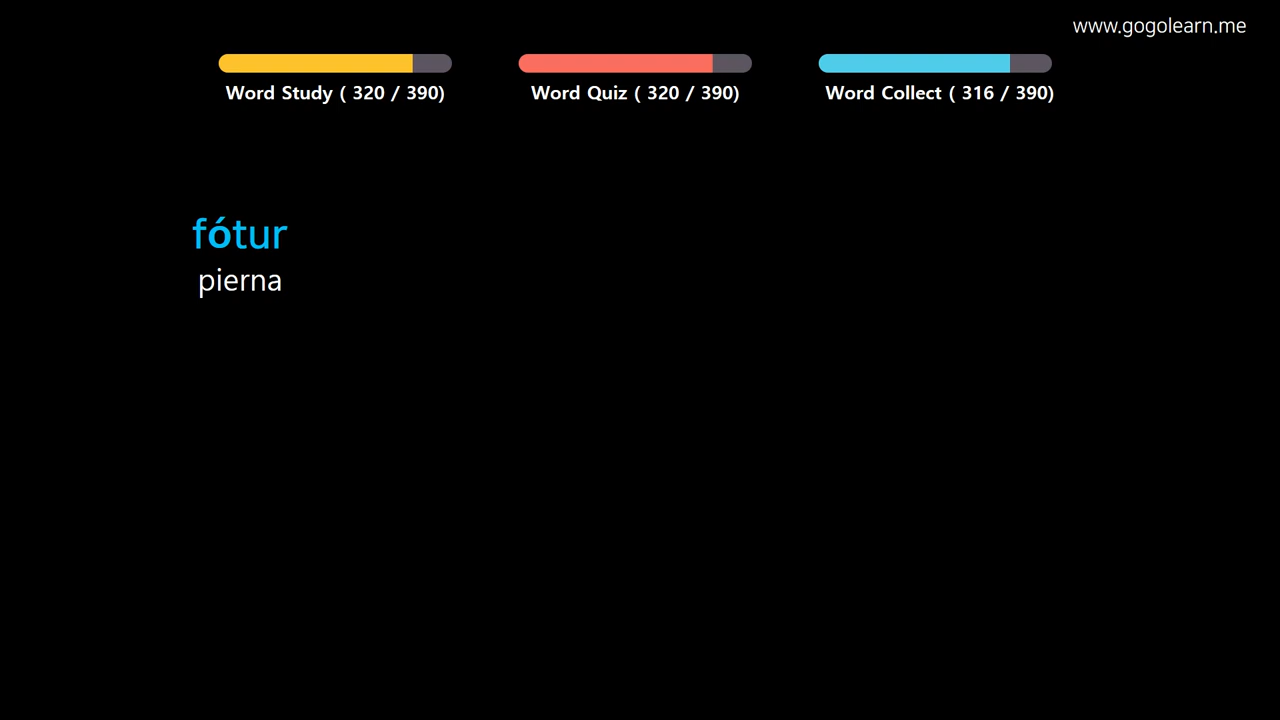 www.gogolearn.me
Word Study ( 320 / 390)
Word Quiz ( 320 / 390)
Word Collect ( 316 / 390)
fótur
pierna